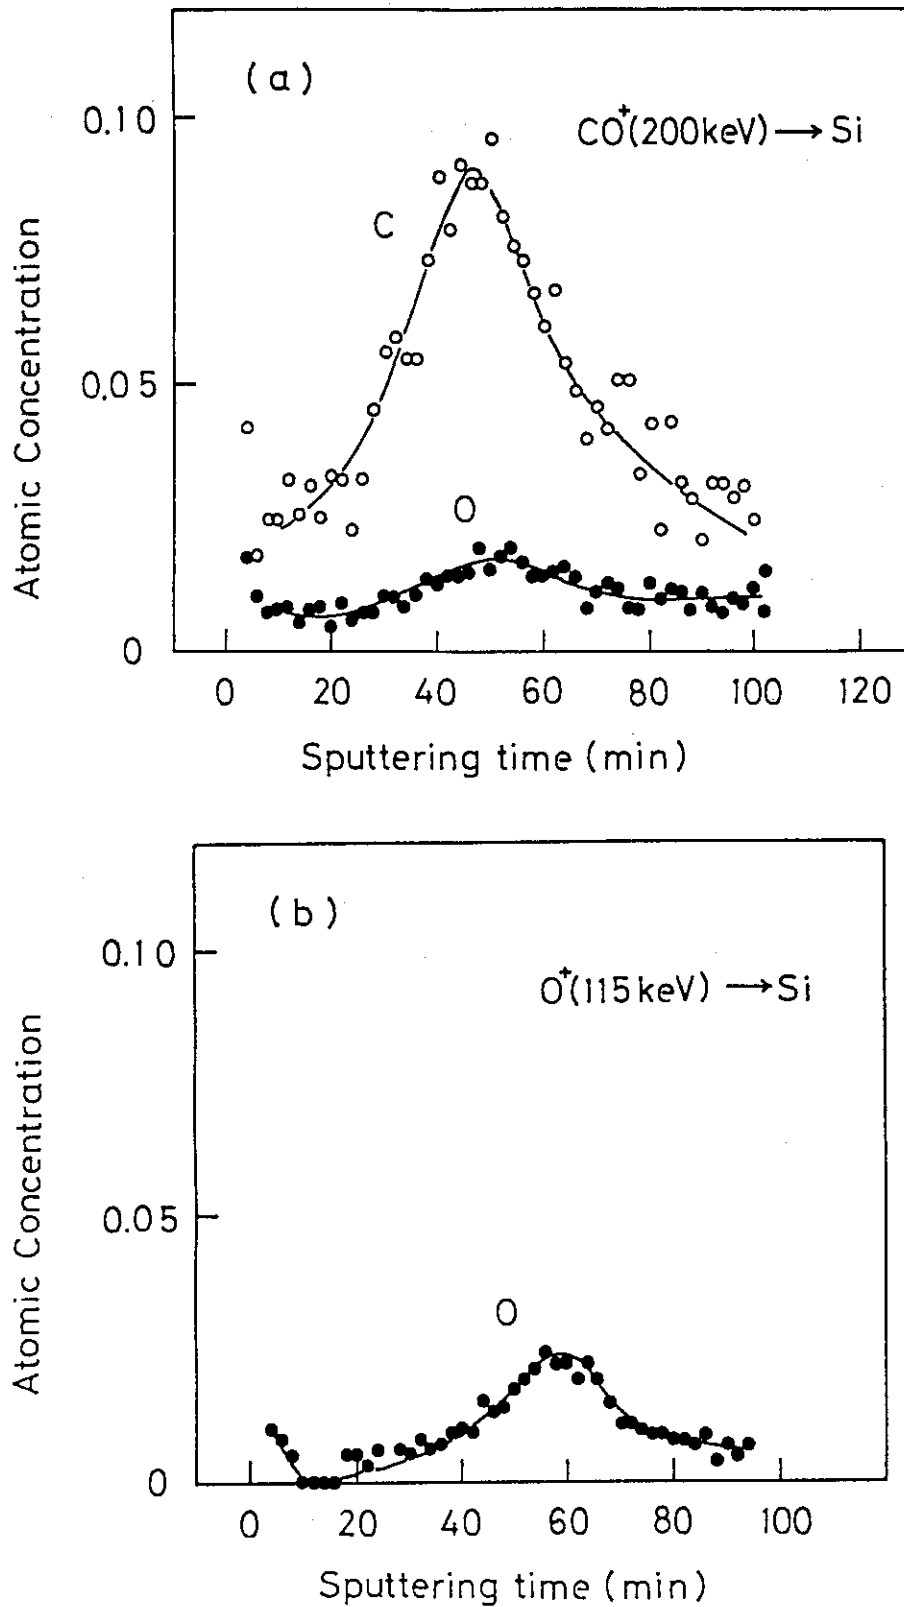 (a)
CO⁺(200keV) → Si
0.10
C
0.05
O
0
0 20 40 60 80 100 120
Sputtering time (min)
Atomic Concentration
(b)
O⁺(115keV) → Si
0.10
0.05
O
0
0 20 40 60 80 100
Sputtering time (min)
Atomic Concentration